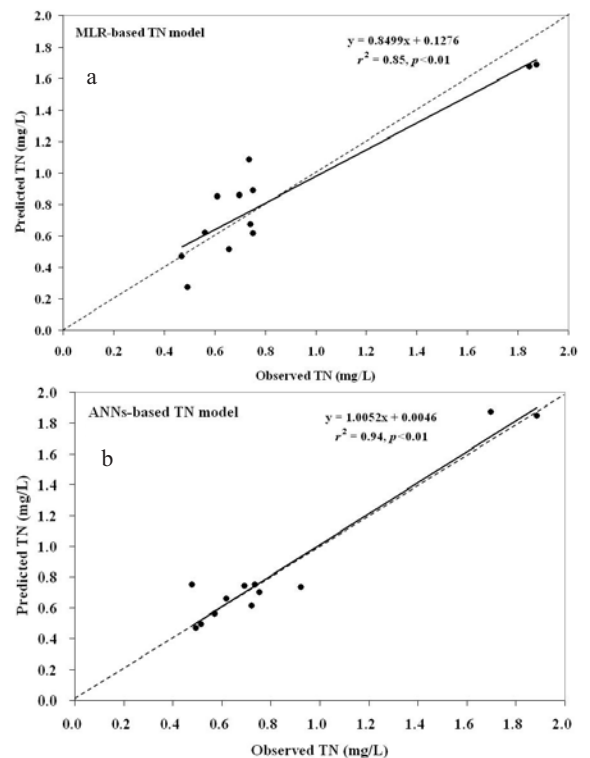 MLR-based TN model
a
y = 0.8499x + 0.1276
r² = 0.85, p<0.01
Predicted TN (mg/L)
2.0
1.8
1.6
1.4
1.2
1.0
0.8
0.6
0.4
0.2
0.0
0.0 0.2 0.4 0.6 0.8 1.0 1.2 1.4 1.6 1.8 2.0
Observed TN (mg/L)
ANNs-based TN model
b
y = 1.0052x + 0.0046
r² = 0.94, p<0.01
Predicted TN (mg/L)
2.0
1.8
1.6
1.4
1.2
1.0
0.8
0.6
0.4
0.2
0.0
0.0 0.2 0.4 0.6 0.8 1.0 1.2 1.4 1.6 1.8 2.0
Observed TN (mg/L)